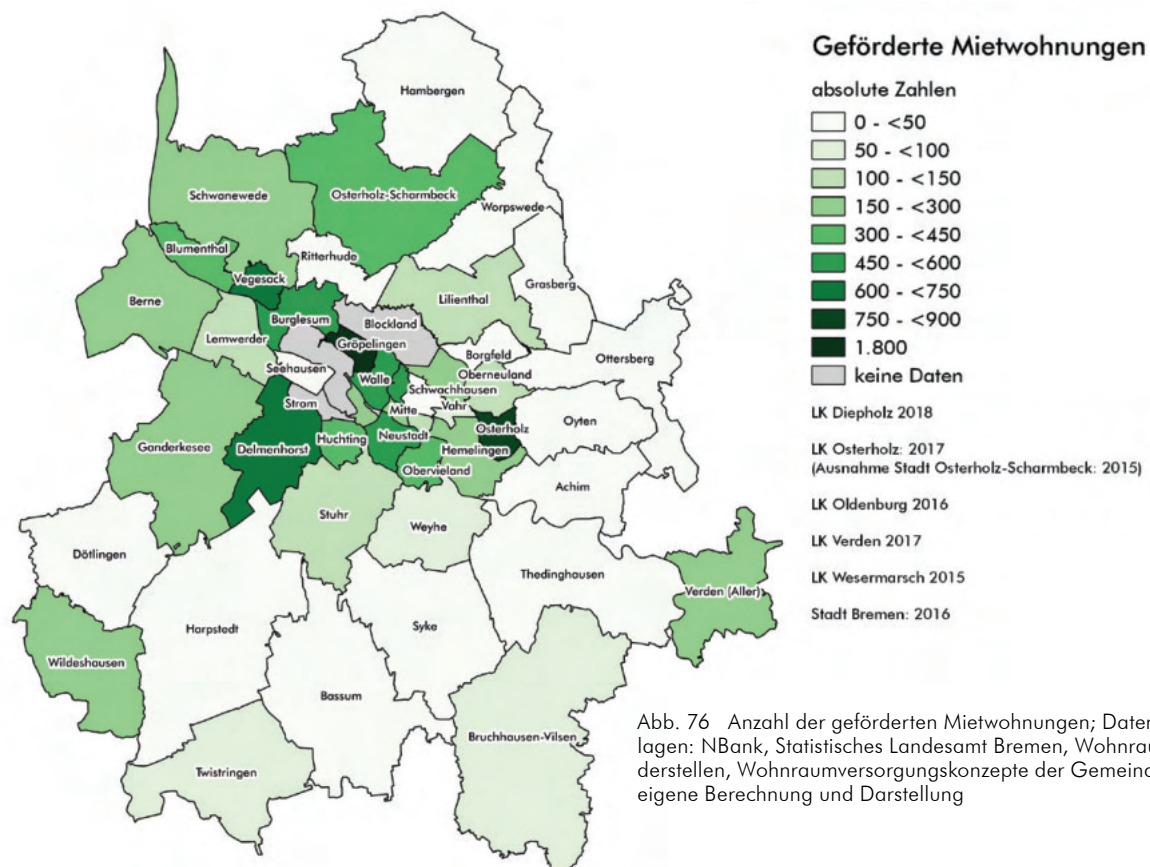 Geförderte Mietwohnungen
absolute Zahlen
0 - <50
50 - <100
100 - <150
150 - <300
300 - <450
450 - <600
600 - <750
750 - <900
1.800
keine Daten
LK Diepholz 2018
LK Osterholz: 2017
(Ausnahme Stadt Osterholz-Scharmbeck: 2015)
LK Oldenburg 2016
LK Verden 2017
LK Wesermarsch 2015
Stadt Bremen: 2016
Hambergen
Schwanewede
Osterholz-Scharmbeck
Worpswede
Blumenthal
Ritterhude
Vegesack
Grasberg
Berne
Lilienthal
Burglesum
Blockland
Lemwerder
Gröpelingen
Borgfeld
Ottersberg
Seehausen
Oberneuland
Walle
Schwachhausen
Strom
Mitte
Vahr
Oyten
Osterholz
Ganderkesee
Delmenhorst
Huchting
Neustadt
Hemelingen
Obervieland
Achim
Stuhr
Weyhe
Dötlingen
Thedinghausen
Verden (Aller)
Harpstedt
Syke
Wildeshausen
Bassum
Bruchhausen-Vilsen
Twistringen
Abb. 76 Anzahl der geförderten Mietwohnungen; Daten
lagen: NBank, Statistisches Landesamt Bremen, Wohnrau
derstellen, Wohnraumversorgungskonzepte der Gemeind
eigene Berechnung und Darstellung